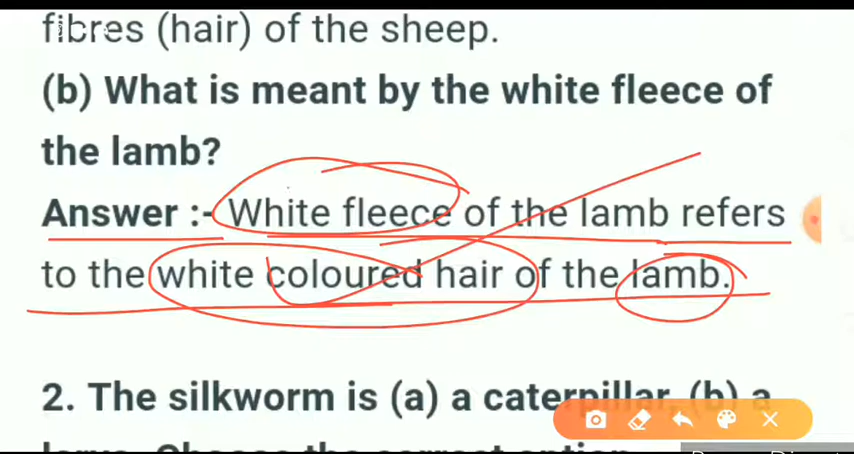 fibres (hair) of the sheep.
(b) What is meant by the white fleece of
the lamb?
Answer :- White fleece of the lamb refers
to the white coloured hair of the lamb.
2. The silkworm is (a) a caterpillar, (b) a